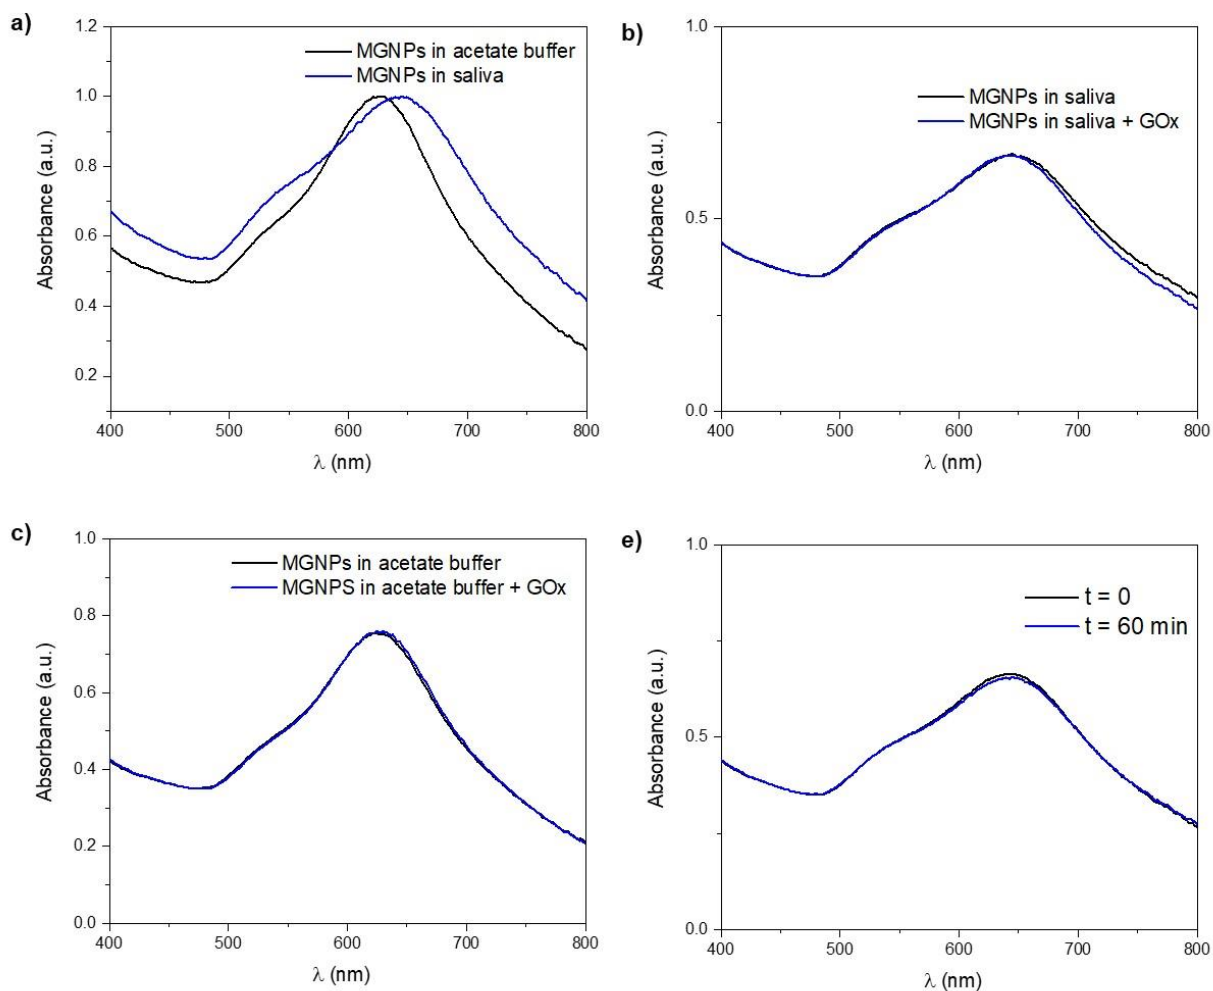 a)
1.2
1.0
0.8
0.6
0.4
0.2
Absorbance (a.u.)
MGNPs in acetate buffer
MGNPs in saliva
400 500 600 700 800
λ (nm)
b)
1.0
0.5
0.0
Absorbance (a.u.)
MGNPs in saliva
MGNPs in saliva + GOx
400 500 600 700 800
λ (nm)
c)
1.0
0.8
0.6
0.4
0.2
0.0
Absorbance (a.u.)
MGNPs in acetate buffer
MGNPS in acetate buffer + GOx
400 500 600 700 800
λ (nm)
e)
1.0
0.5
0.0
Absorbance (a.u.)
t = 0
t = 60 min
400 500 600 700 800
λ (nm)